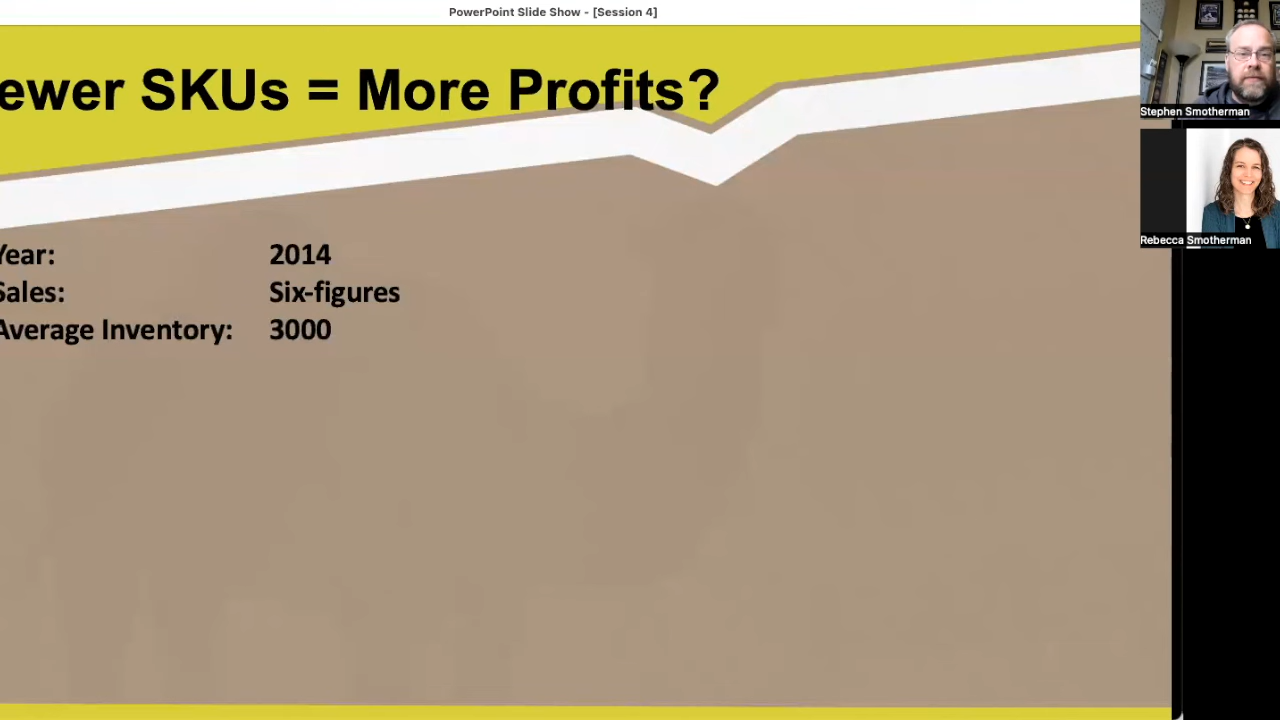 PowerPoint Slide Show - [Session 4]
ewer SKUs = More Profits?
Year: 2014
Sales: Six-figures
Average Inventory: 3000
Stephen Smotherman
Rebecca Smotherman